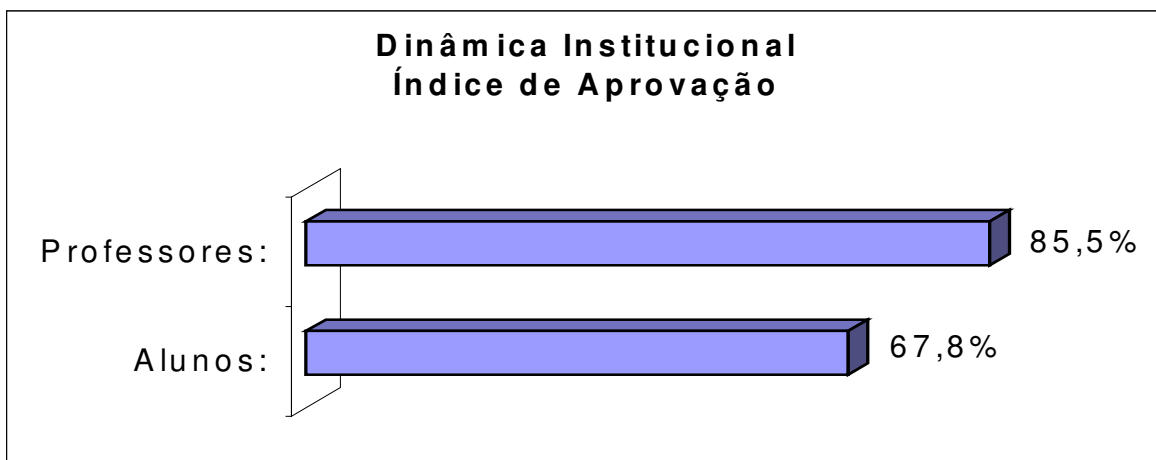 Dinâmica Institucional
Índice de Aprovação
Professores: 85,5%
Alunos: 67,8%